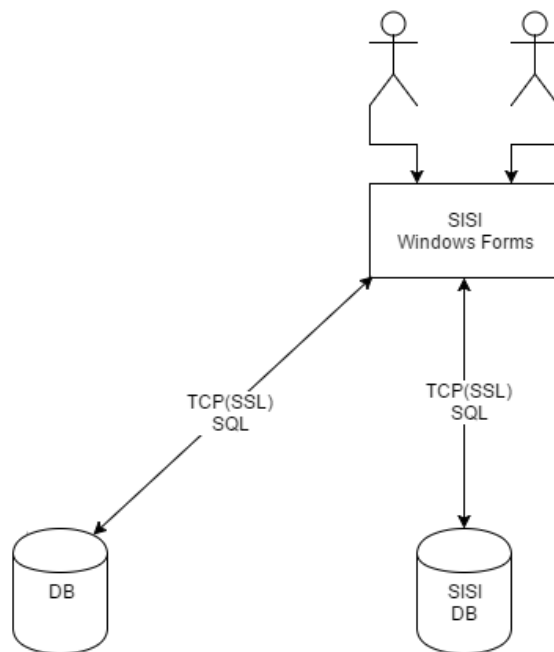 SISI
Windows Forms
TCP(SSL)
SQL
TCP(SSL)
SQL
DB
SISI
DB